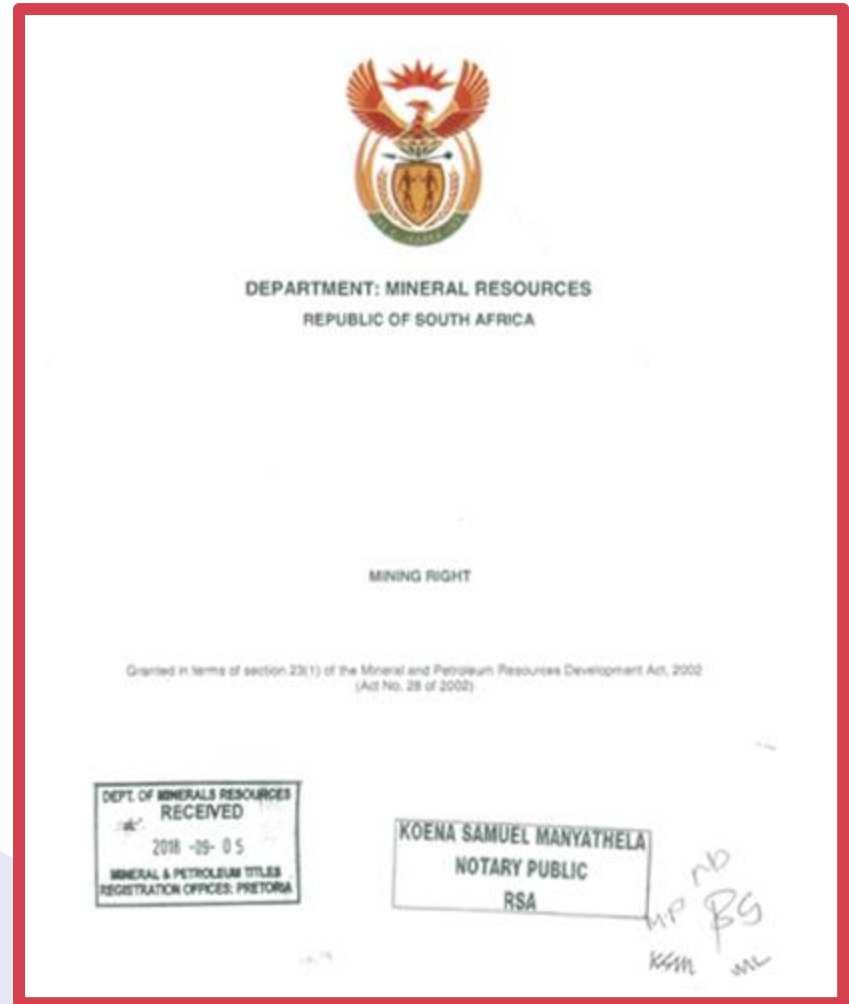 DEPARTMENT: MINERAL RESOURCES
REPUBLIC OF SOUTH AFRICA
MINING RIGHT
Granted in terms of section 23(1) of the Mineral and Petroleum Resources Development Act, 2002
(Act No. 28 of 2002)
DEPT. OF MINERALS RESOURCES
RECEIVED
2018 -09- 05
MINERAL & PETROLEUM TITLES
REGISTRATION OFFICES: PRETORIA
KOENA SAMUEL MANYATHELA
NOTARY PUBLIC
RSA
M.P
KSM